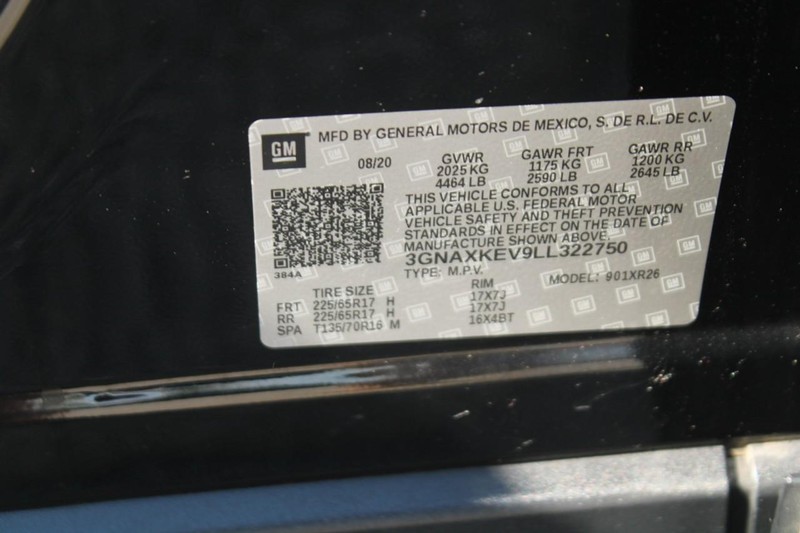 GM MFD BY GENERAL MOTORS DE MEXICO, S. DE R.L. DE C.V.
08/20 GVWR GAWR FRT GAWR RR
2025 KG 1175 KG 1200 KG
4464 LB 2590 LB 2645 LB
THIS VEHICLE CONFORMS TO ALL
APPLICABLE U.S. FEDERAL MOTOR
VEHICLE SAFETY AND THEFT PREVENTION
STANDARDS IN EFFECT ON THE DATE OF
MANUFACTURE SHOWN ABOVE.
3GNAXKEV9LL322750
384A TYPE: M.P.V. MODEL: 901XR26
TIRE SIZE RIM
FRT 225/65R17 H 17X7J
RR 225/65R17 H 17X7J
SPA T135/70R16 M 16X4BT